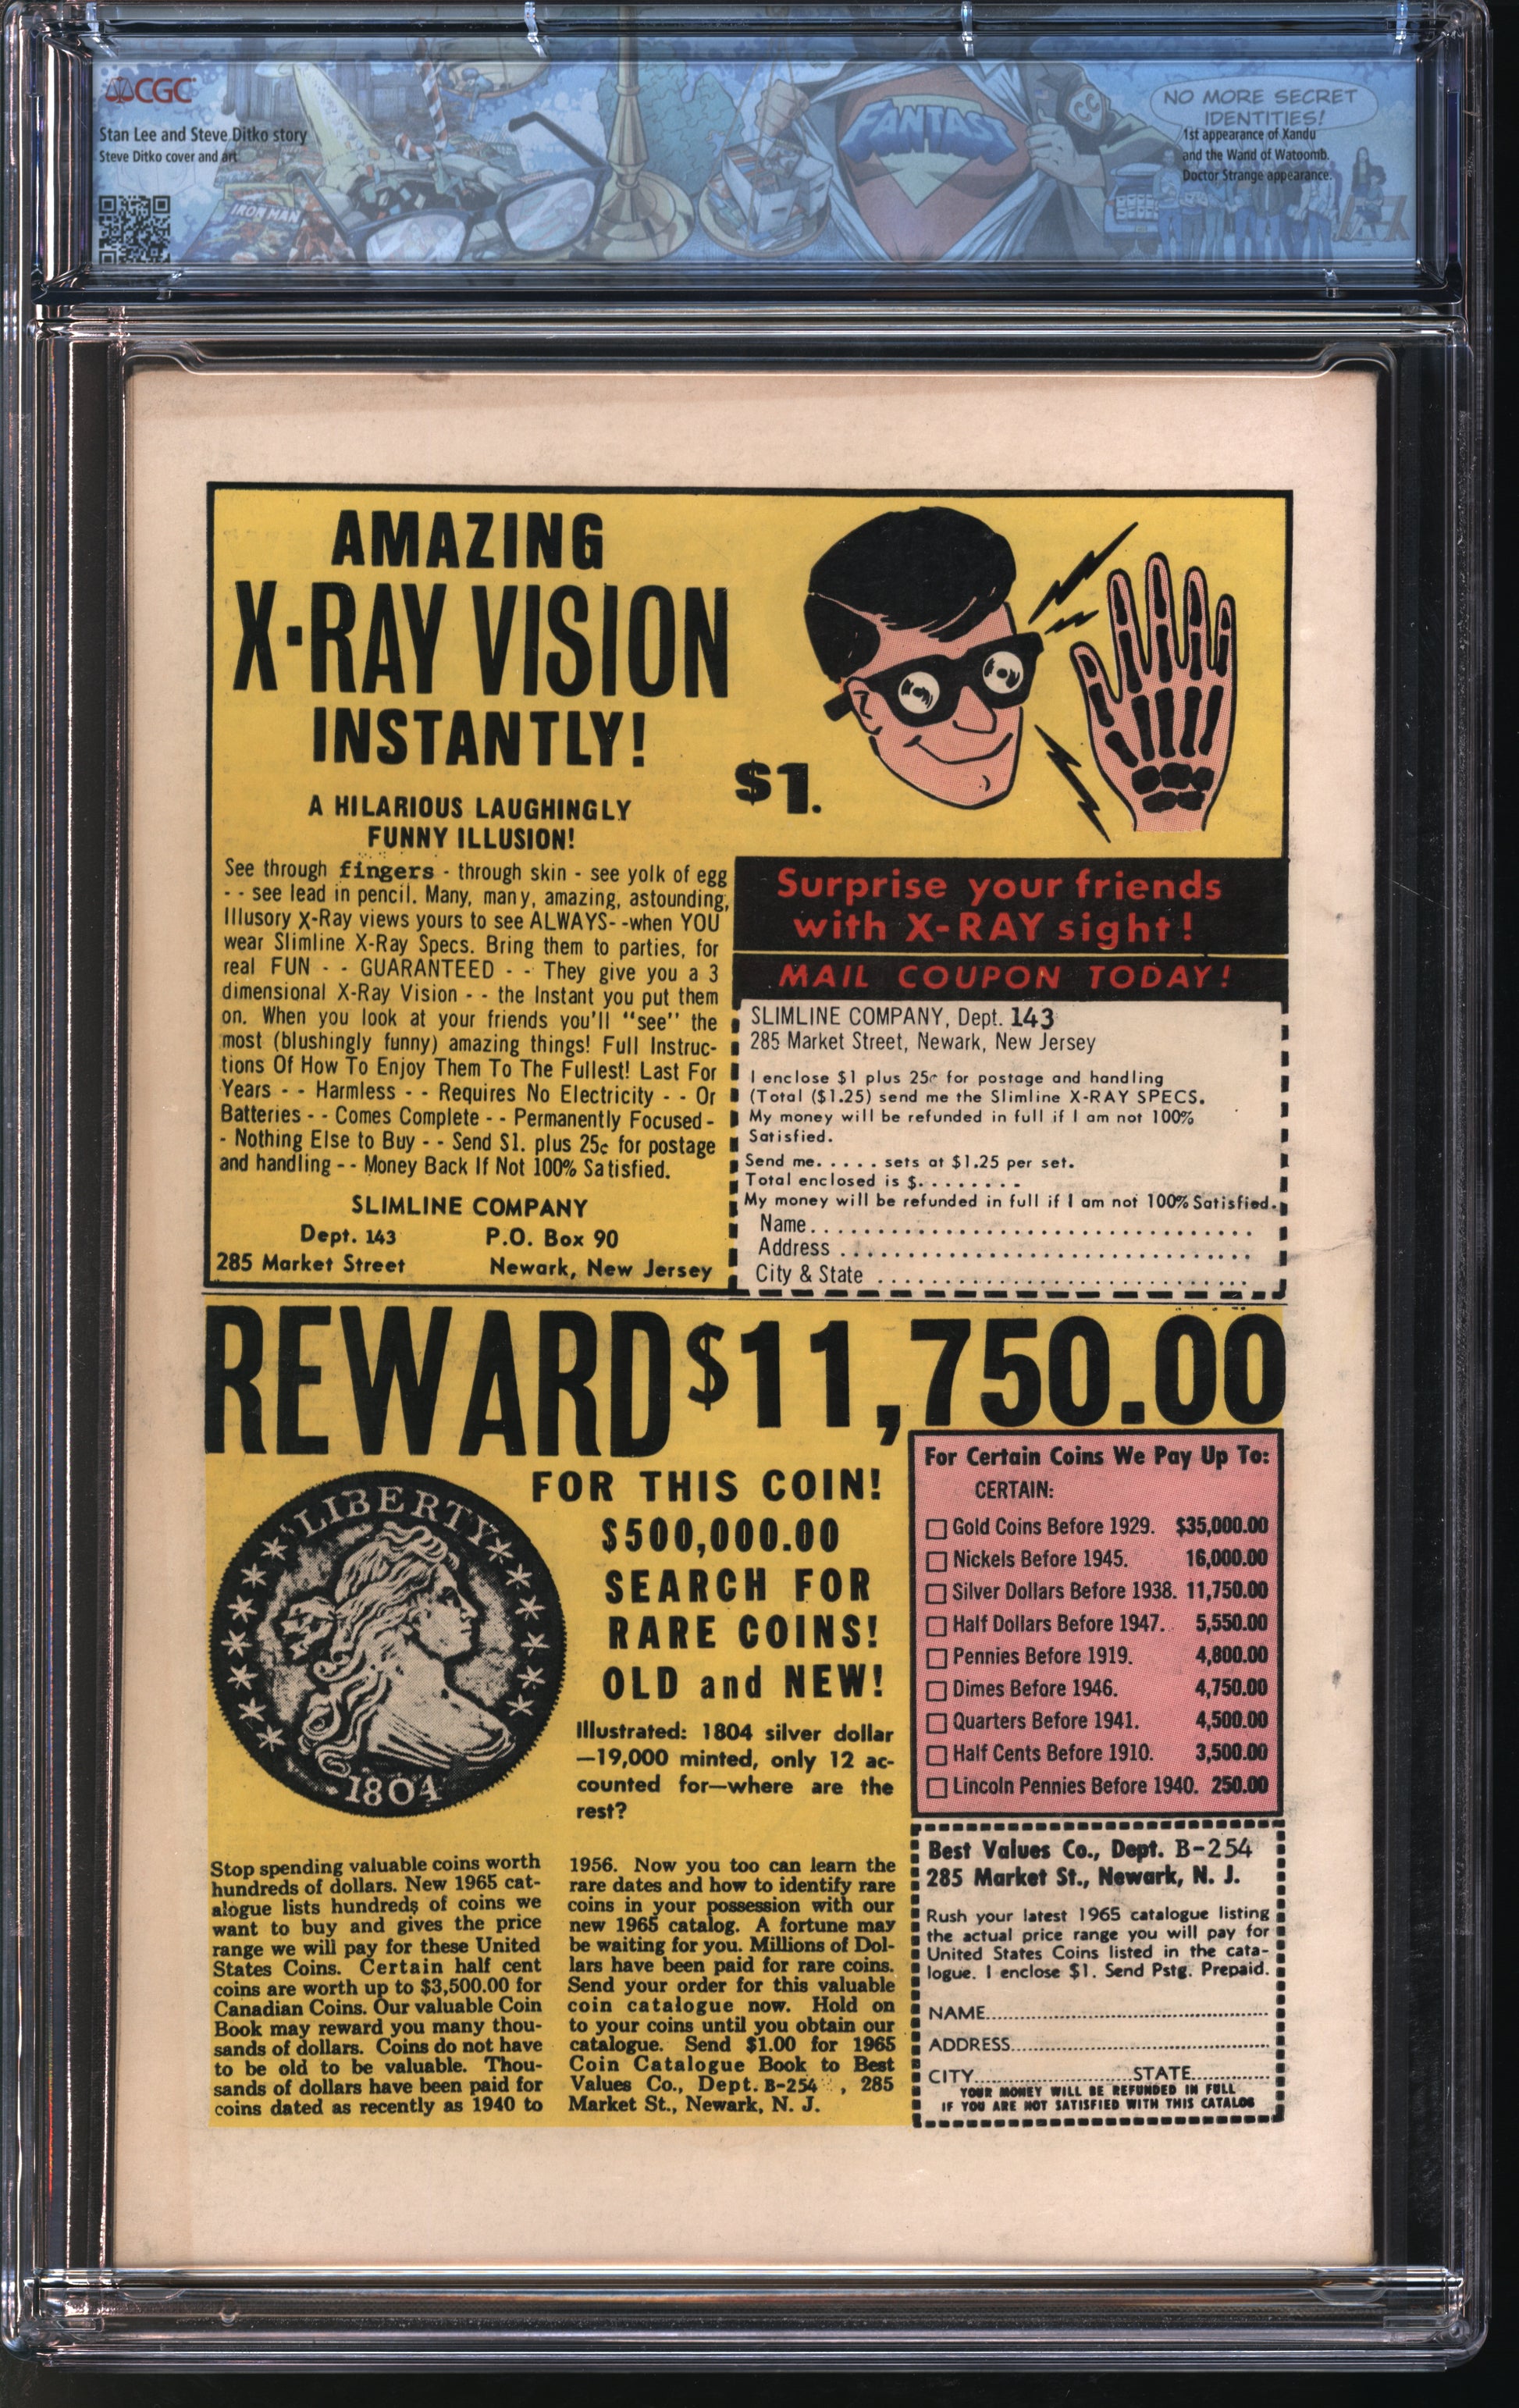 CGC
Stan Lee and Steve Ditko story
Steve Ditko cover and art
IRON MAN
FANTAST
NO MORE SECRET
IDENTITIES!
1st appearance of Xandu
and the Wand of Watoomb.
Doctor Strange appearance.
AMAZING
X-RAY VISION
INSTANTLY!
A HILARIOUS LAUGHINGLY
FUNNY ILLUSION!
See through fingers - through skin - see yolk of egg
- - see lead in pencil. Many, many, amazing, astounding,
Illusory X-Ray views yours to see ALWAYS- -when YOU
wear Slimline X-Ray Specs. Bring them to parties, for
real FUN - - GUARANTEED - - They give you a 3
dimensional X-Ray Vision - - the Instant you put them
on. When you look at your friends you'll "see" the
most (blushingly funny) amazing things! Full Instruc-
tions Of How To Enjoy Them To The Fullest! Last For
Years - - Harmless - - Requires No Electricity - - Or
Batteries - - Comes Complete - - Permanently Focused -
- Nothing Else to Buy - - Send $1. plus 25c for postage
and handling - - Money Back If Not 100% Satisfied.
SLIMLINE COMPANY
Dept. 143 P.O. Box 90
285 Market Street Newark, New Jersey
$1.
Surprise your friends
with X-RAY sight!
MAIL COUPON TODAY!
SLIMLINE COMPANY, Dept. 143
285 Market Street, Newark, New Jersey
I enclose $1 plus 25c for postage and handling
(Total ($1.25) send me the Slimline X-RAY SPECS.
My money will be refunded in full if I am not 100%
Satisfied.
Send me. . . . . sets at $1.25 per set.
Total enclosed is $. . . . . . . .
My money will be refunded in full if I am not 100% Satisfied.
Name. . . . . . . . . . . . . . . . . . . . . . . . . . . . . . . .
Address . . . . . . . . . . . . . . . . . . . . . . . . . . . . . .
City & State . . . . . . . . . . . . . . . . . . . . . . . . . . .
REWARD $11,750.00
FOR THIS COIN!
$500,000.00
SEARCH FOR
RARE COINS!
OLD and NEW!
LIBERTY
1804
Illustrated: 1804 silver dollar
—19,000 minted, only 12 ac-
counted for—where are the
rest?
Stop spending valuable coins worth
hundreds of dollars. New 1965 cat-
alogue lists hundreds of coins we
want to buy and gives the price
range we will pay for these United
States Coins. Certain half cent
coins are worth up to $3,500.00 for
Canadian Coins. Our valuable Coin
Book may reward you many thou-
sands of dollars. Coins do not have
to be old to be valuable. Thou-
sands of dollars have been paid for
coins dated as recently as 1940 to
1956. Now you too can learn the
rare dates and how to identify rare
coins in your possession with our
new 1965 catalog. A fortune may
be waiting for you. Millions of Dol-
lars have been paid for rare coins.
Send your order for this valuable
coin catalogue now. Hold on
to your coins until you obtain our
catalogue. Send $1.00 for 1965
Coin Catalogue Book to Best
Values Co., Dept. B-254 , 285
Market St., Newark, N. J.
For Certain Coins We Pay Up To:
CERTAIN:
Gold Coins Before 1929. $35,000.00
Nickels Before 1945. 16,000.00
Silver Dollars Before 1938. 11,750.00
Half Dollars Before 1947. 5,550.00
Pennies Before 1919. 4,800.00
Dimes Before 1946. 4,750.00
Quarters Before 1941. 4,500.00
Half Cents Before 1910. 3,500.00
Lincoln Pennies Before 1940. 250.00
Best Values Co., Dept. B-254
285 Market St., Newark, N. J.
Rush your latest 1965 catalogue listing
the actual price range you will pay for
United States Coins listed in the cata-
logue. I enclose $1. Send Pstg. Prepaid.
NAME..........................................
ADDRESS.......................................
CITY..........................STATE.............
YOUR MONEY WILL BE REFUNDED IN FULL
IF YOU ARE NOT SATISFIED WITH THIS CATALOG